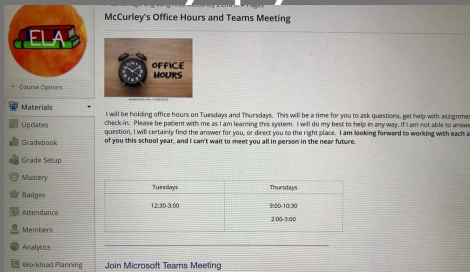 McCurley's Office Hours and Teams Meeting
ELA
OFFICE
HOURS
Course Options
Materials
Updates
Gradebook
Grade Setup
Mastery
Badges
Attendance
Members
Analytics
Workload Planning
I will be holding office hours on Tuesdays and Thursdays. This will be a time for you to ask questions, get help with
check-in. Please be patient with me as I am learning this system. I will do my best to help in any way. If I am not able to
question, I will certainly find the answer for you, or direct you to the right place. I am looking forward to working with each
of you this school year, and I can't wait to meet you all in person in the near future.
Tuesdays Thursdays
12:30-3:00 9:00-10:30
2:00-3:00
Join Microsoft Teams Meeting